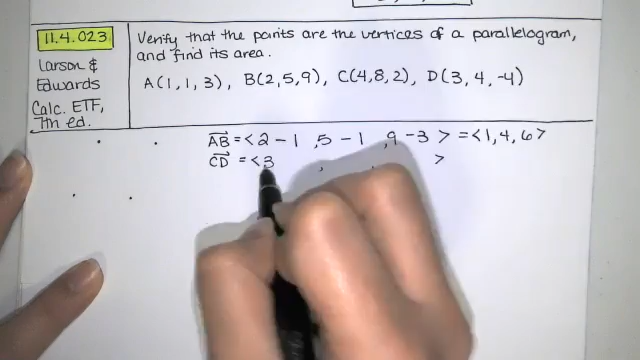 11.4.023
Larson &
Edwards
Calc. ETF,
7th ed.
Verify that the points are the vertices of a parallelogram,
and find its area.
A(1, 1, 3), B(2, 5, 9), C(4, 8, 2), D(3, 4, -4)
AB = <2 - 1 , 5 - 1 , 9 - 3 > = <1, 4, 6>
CD = <3 , , >